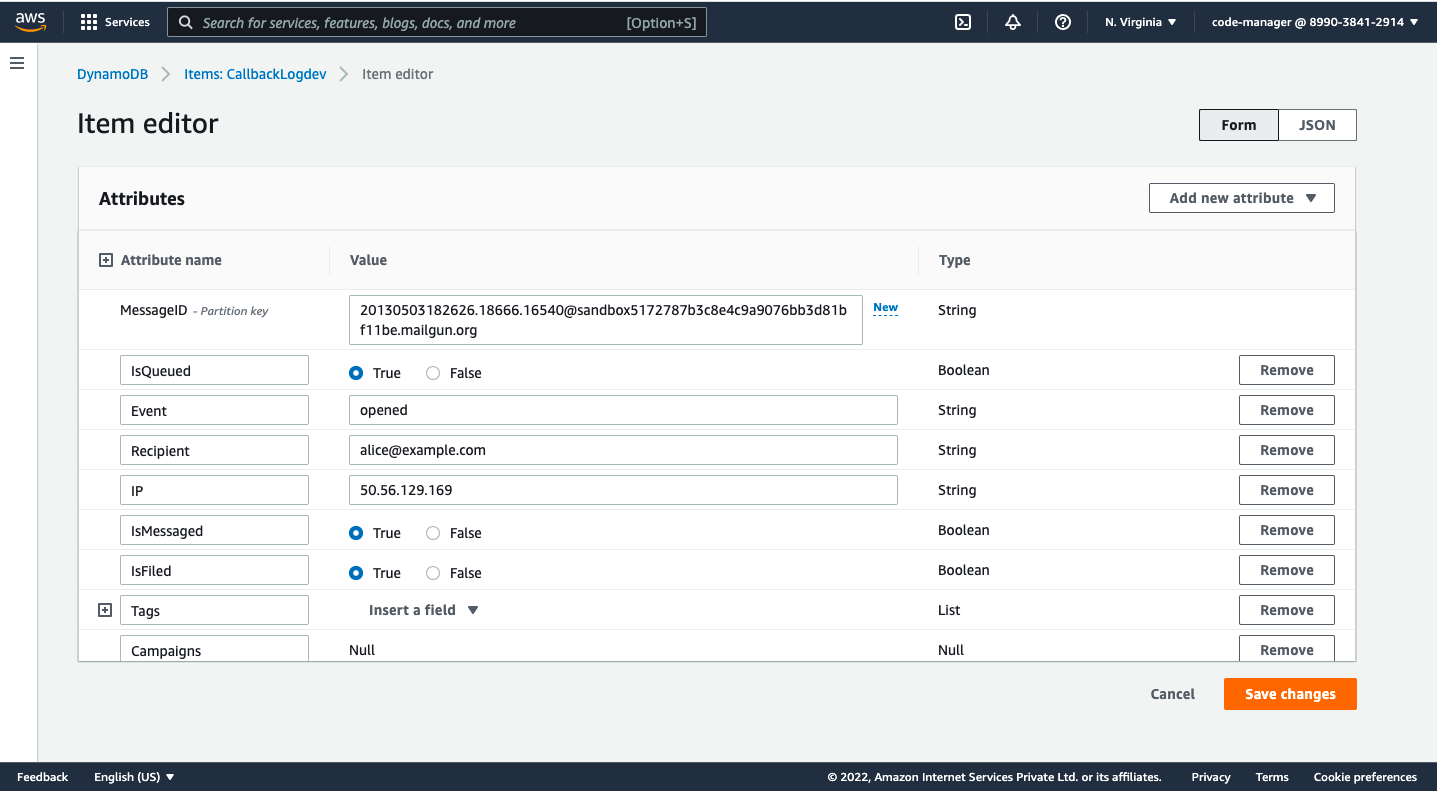 aws
Services
Search for services, features, blogs, docs, and more
[Option+S]
N. Virginia
code-manager @ 8990-3841-2914
DynamoDB
Items: CallbackLogdev
Item editor
Item editor
Form
JSON
Attributes
Add new attribute
Attribute name
Value
Type
MessageID - Partition key
20130503182626.18666.16540@sandbox5172787b3c8e4c9a9076bb3d81b
f11be.mailgun.org
New
String
IsQueued
True
False
Boolean
Remove
Event
opened
String
Remove
Recipient
alice@example.com
String
Remove
IP
50.56.129.169
String
Remove
IsMessaged
True
False
Boolean
Remove
IsFiled
True
False
Boolean
Remove
Tags
Insert a field
List
Remove
Campaigns
Null
Null
Remove
Cancel
Save changes
Feedback
English (US)
© 2022, Amazon Internet Services Private Ltd. or its affiliates.
Privacy
Terms
Cookie preferences